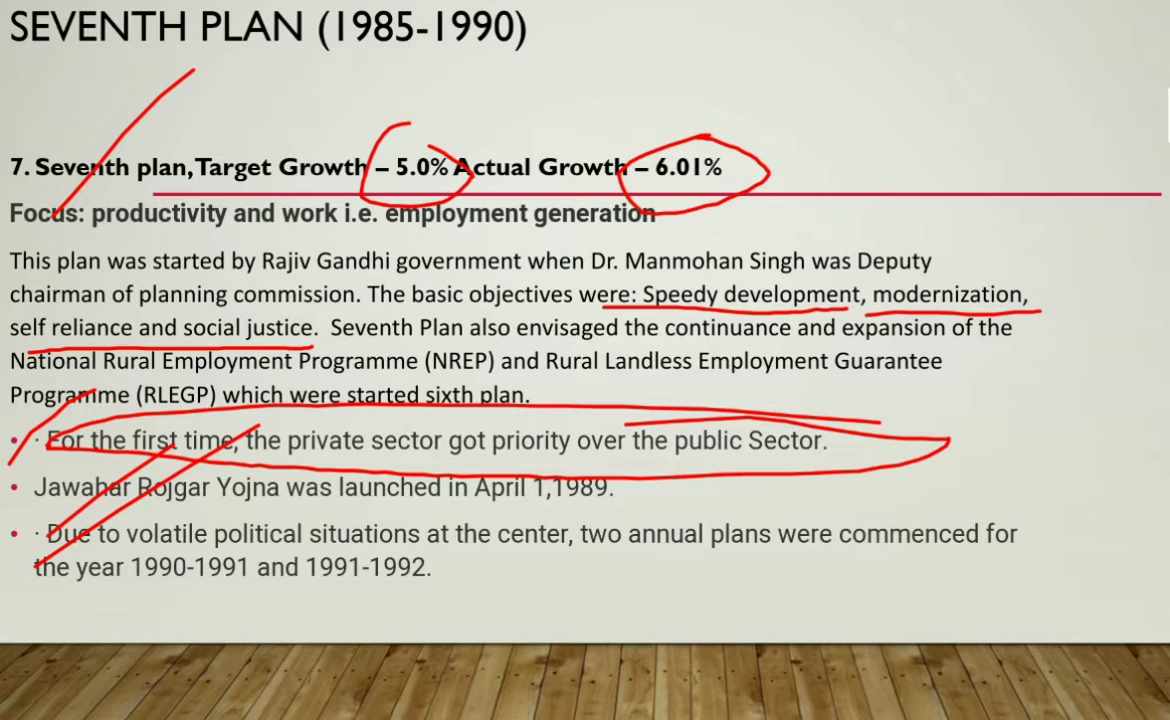 SEVENTH PLAN (1985-1990)
7. Seventh plan, Target Growth – 5.0% Actual Growth – 6.01%
Focus: productivity and work i.e. employment generation
This plan was started by Rajiv Gandhi government when Dr. Manmohan Singh was Deputy
chairman of planning commission. The basic objectives were: Speedy development, modernization,
self reliance and social justice. Seventh Plan also envisaged the continuance and expansion of the
National Rural Employment Programme (NREP) and Rural Landless Employment Guarantee
Programme (RLEGP) which were started sixth plan.
• · For the first time, the private sector got priority over the public Sector.
• Jawahar Rojgar Yojna was launched in April 1,1989.
• · Due to volatile political situations at the center, two annual plans were commenced for
the year 1990-1991 and 1991-1992.